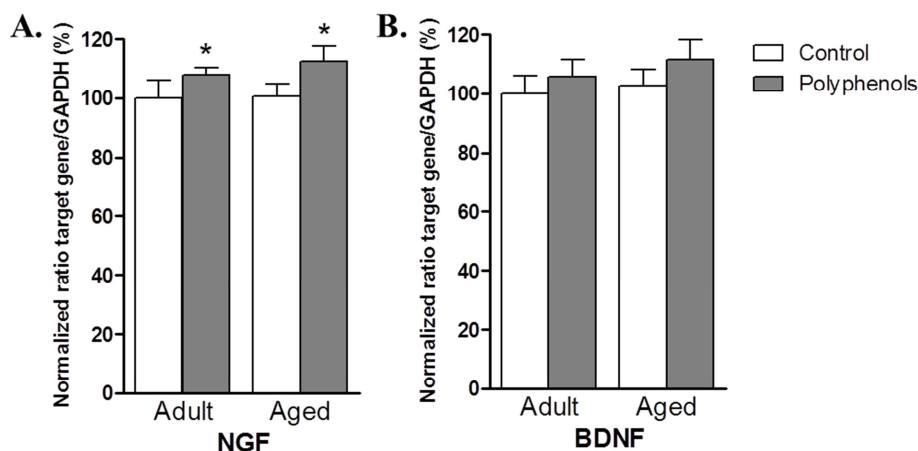 A.
Normalized ratio target gene/GAPDH (%)
120
100
80
60
40
20
0
*
*
Adult
Aged
NGF
B.
Normalized ratio target gene/GAPDH (%)
120
100
80
60
40
20
0
Adult
Aged
BDNF
Control
Polyphenols